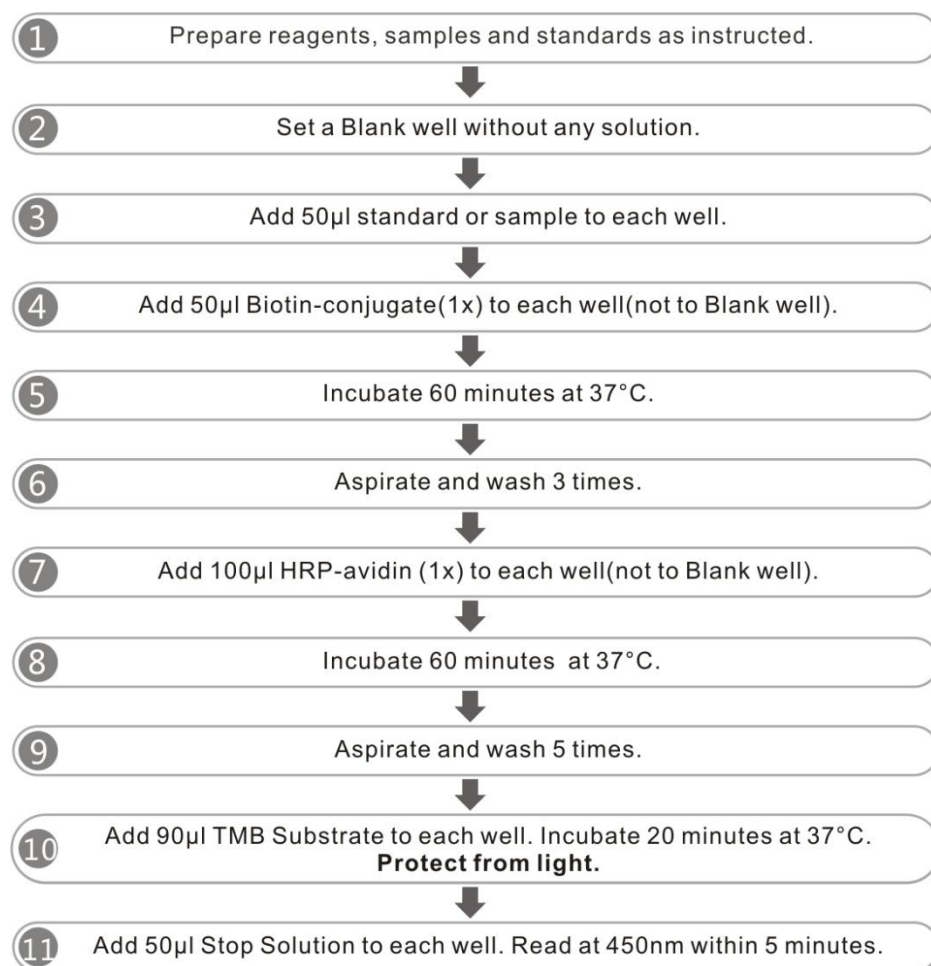 1 Prepare reagents, samples and standards as instructed.
2 Set a Blank well without any solution.
3 Add 50µl standard or sample to each well.
4 Add 50µl Biotin-conjugate(1x) to each well(not to Blank well).
5 Incubate 60 minutes at 37°C.
6 Aspirate and wash 3 times.
7 Add 100µl HRP-avidin (1x) to each well(not to Blank well).
8 Incubate 60 minutes at 37°C.
9 Aspirate and wash 5 times.
10 Add 90µl TMB Substrate to each well. Incubate 20 minutes at 37°C.
Protect from light.
11 Add 50µl Stop Solution to each well. Read at 450nm within 5 minutes.